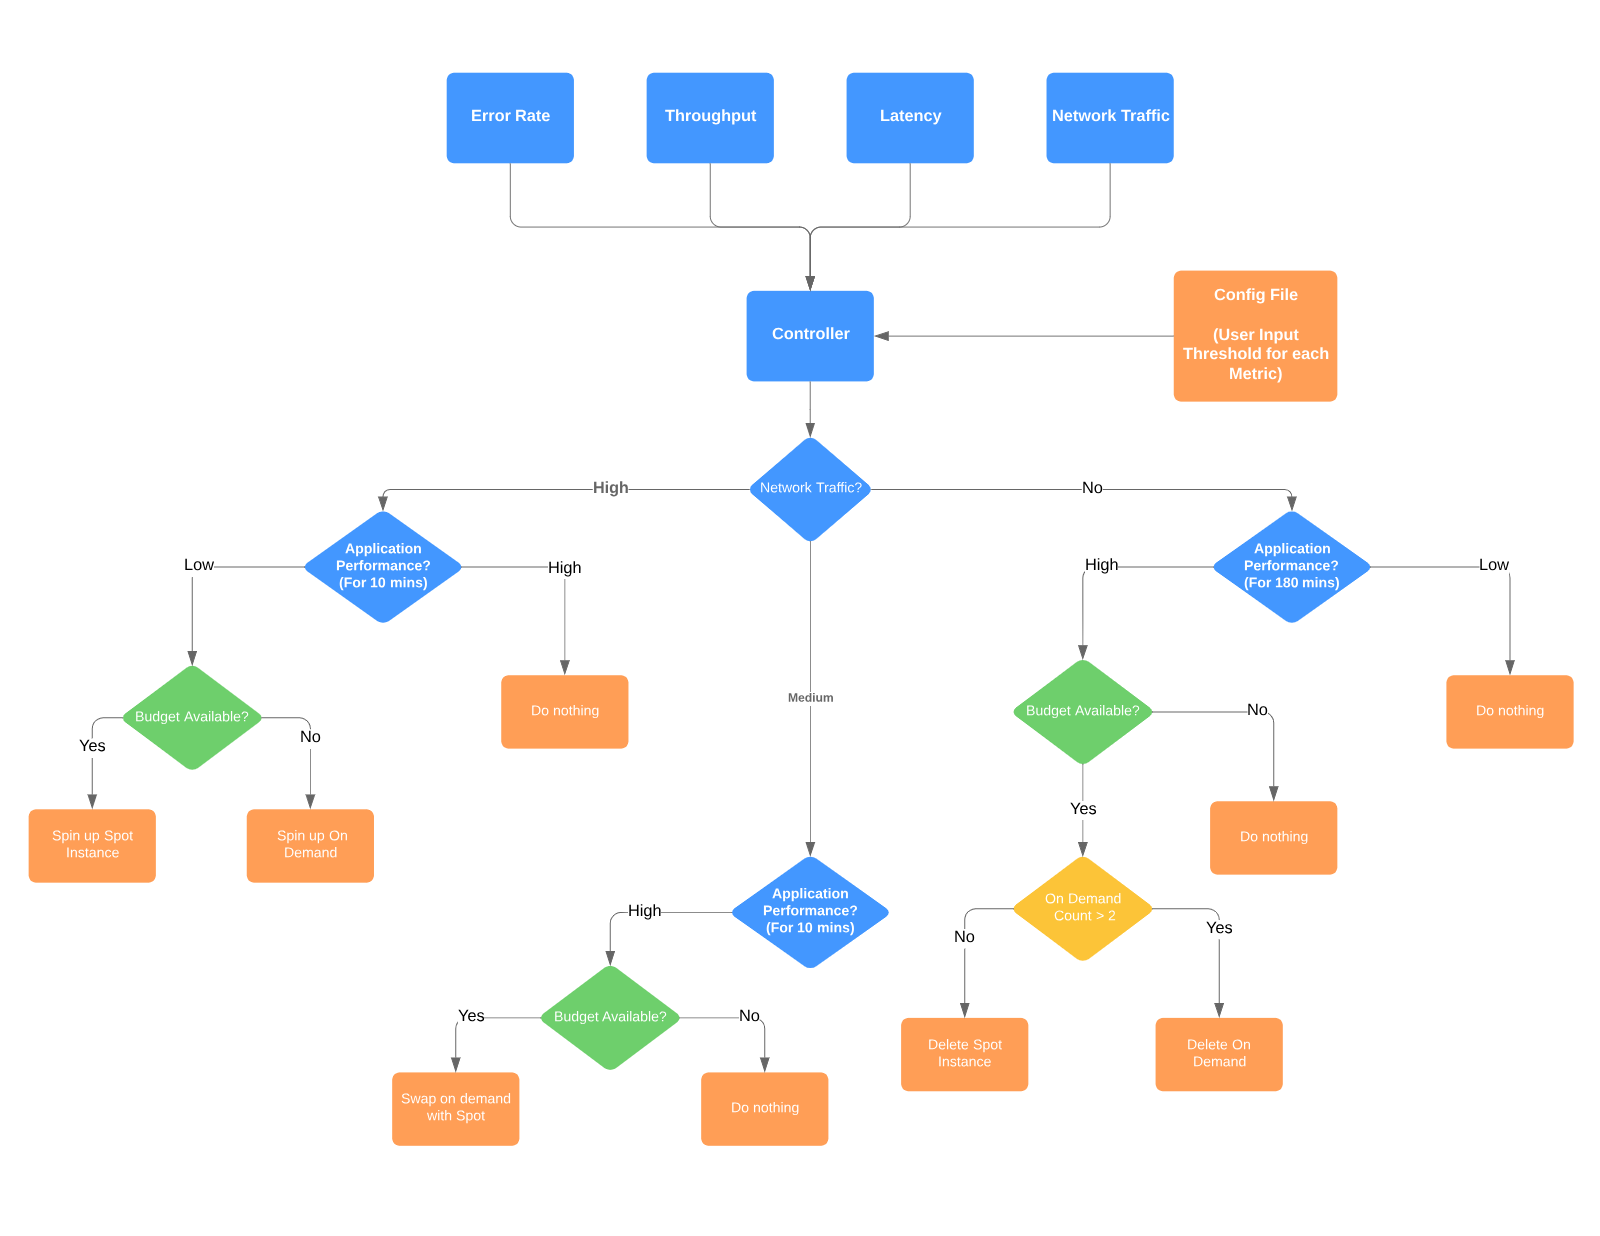 Error Rate
Throughput
Latency
Network Traffic
Controller
Config File
(User Input
Threshold for each
Metric)
Network Traffic?
High
No
Medium
Application
Performance?
(For 10 mins)
Low
High
Budget Available?
Do nothing
Yes
No
Spin up Spot
Instance
Spin up On
Demand
Application
Performance?
(For 10 mins)
High
Budget Available?
Yes
No
Swap on demand
with Spot
Do nothing
Application
Performance?
(For 180 mins)
High
Low
Budget Available?
Do nothing
No
Yes
Do nothing
On Demand
Count > 2
No
Yes
Delete Spot
Instance
Delete On
Demand